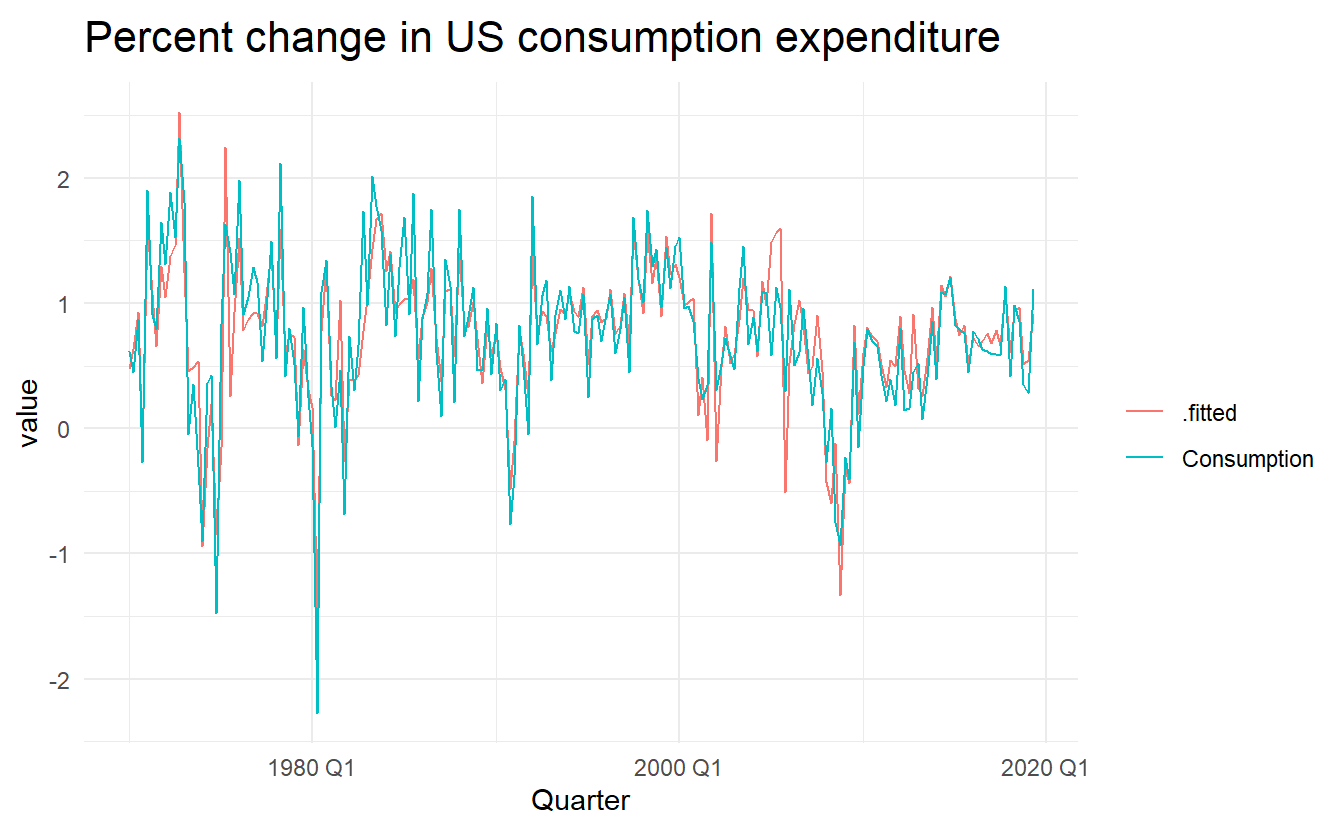 Percent change in US consumption expenditure
value
2
1
0
-1
-2
1980 Q1
2000 Q1
2020 Q1
Quarter
.fitted
Consumption